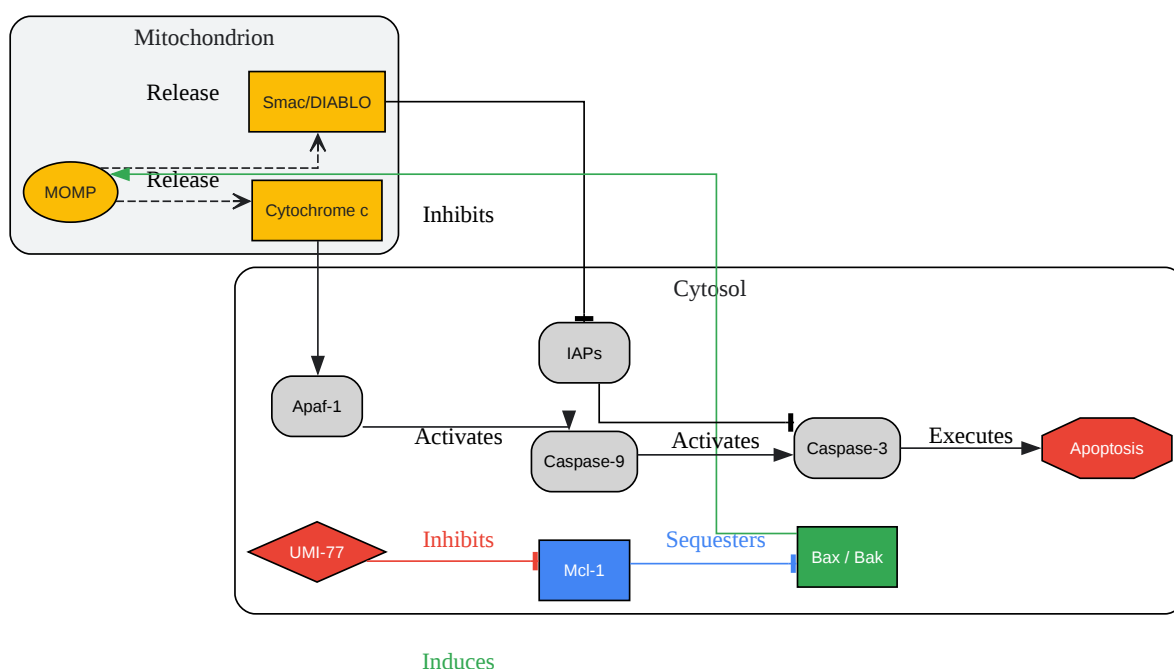 Mitochondrion
Release
Smac/DIABLO
MOMP
Release
Cytochrome c
Inhibits
Cytosol
IAPs
Apaf-1
Activates
Caspase-9
Activates
Caspase-3
Executes
Apoptosis
UMI-77
Inhibits
Mcl-1
Sequesters
Bax / Bak
Induces